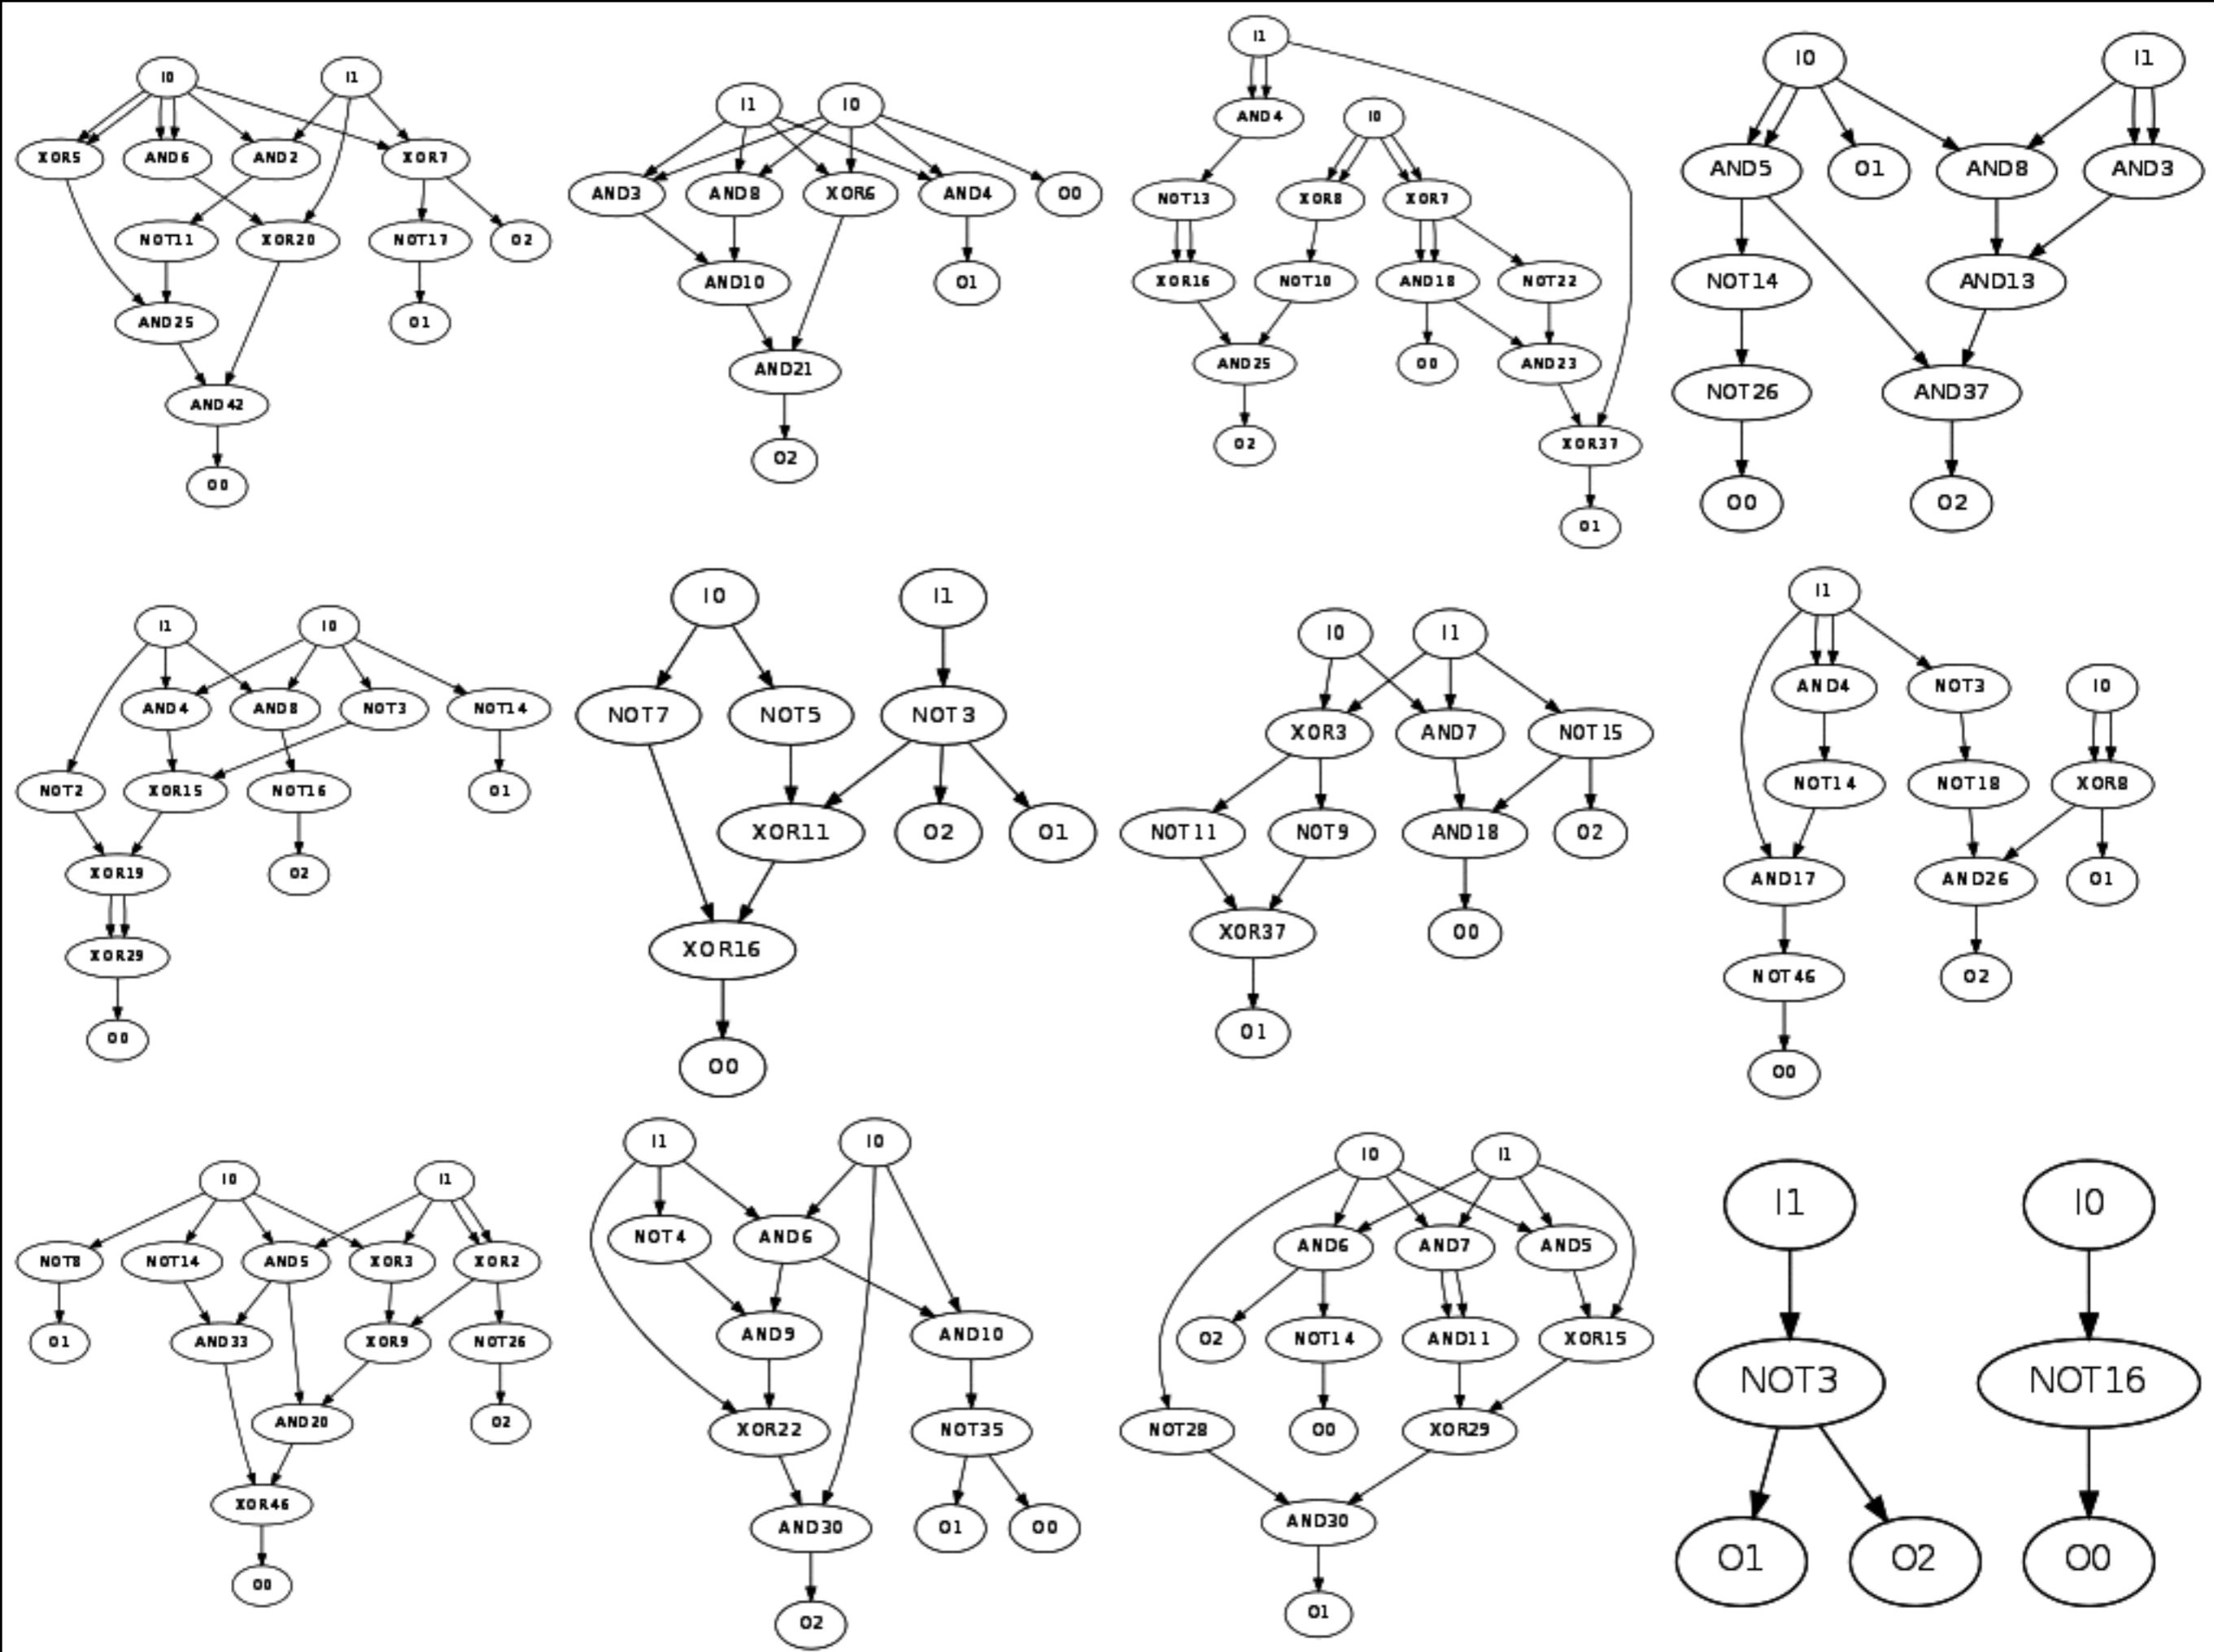 I0 I1
XOR5 AND6 AND2 XOR7
NOT11 XOR20 NOT17 O2
AND25 O1
AND42
O0
I1 I0
AND3 AND8 XOR6 AND4 O0
AND10 O1
AND21
O2
I1
AND4 I0
NOT13 XOR8 XOR7
XOR16 NOT10 AND18 NOT22
AND25 O0 AND23
O2 XOR37
O1
I0 I1
AND5 O1 AND8 AND3
NOT14 AND13
NOT26 AND37
O0 O2
I1 I0
AND4 AND8 NOT3 NOT14
NOT2 XOR15 NOT16 O1
XOR19 O2
XOR29
O0
I0 I1
NOT7 NOT5 NOT3
XOR11 O2 O1
XOR16
O0
I0 I1
XOR3 AND7 NOT15
NOT11 NOT9 AND18 O2
XOR37 O0
O1
I1
AND4 NOT3 I0
NOT14 NOT18 XOR8
AND17 AND26 O1
NOT46 O2
O0
I0 I1
NOT8 NOT14 AND5 XOR3 XOR2
O1 AND33 XOR9 NOT26
AND20 O2
XOR46
O0
I1 I0
NOT4 AND6
AND9 AND10
XOR22 NOT35
AND30 O1 O0
O2
I0 I1
AND6 AND7 AND5
O2 NOT14 AND11 XOR15
NOT28 O0 XOR29
AND30
O1
I1 I0
NOT3 NOT16
O1 O2 O0